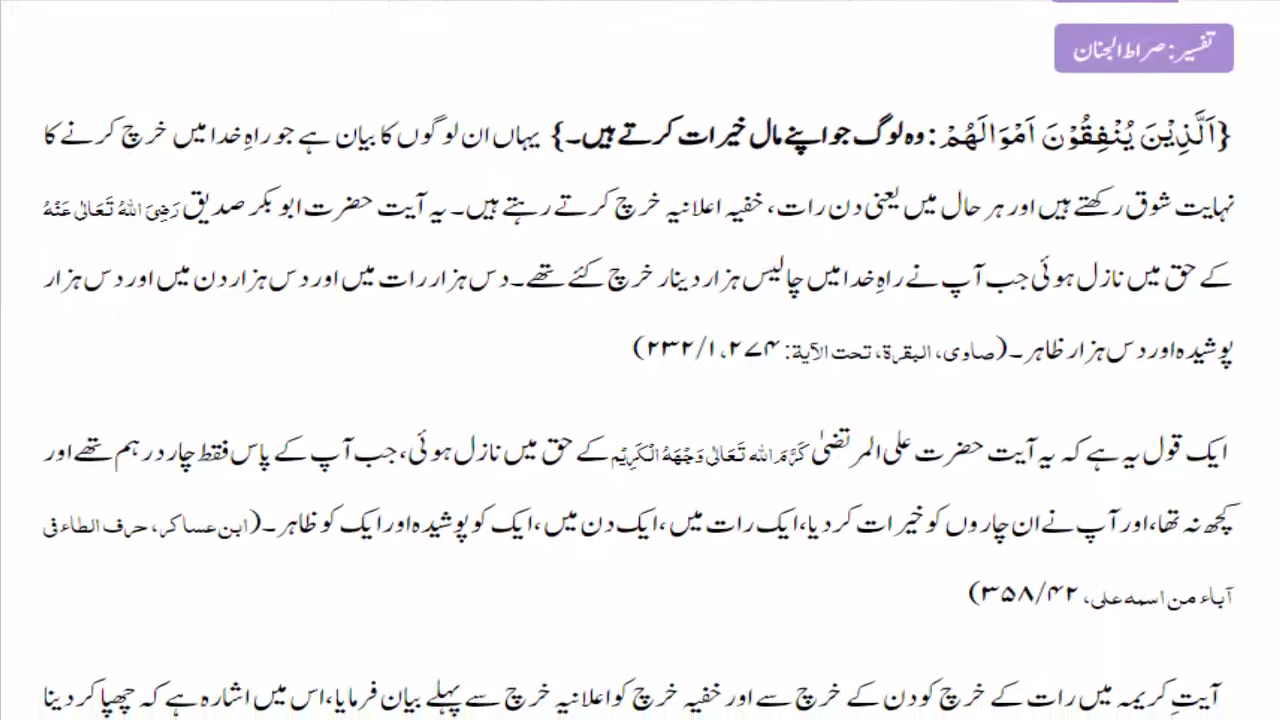 تفسیر: صراط الجنان
{اَلَّذِیْنَ یُنْفِقُوْنَ اَمْوَالَهُمْ: وہ لوگ جو اپنے مال خیرات کرتے ہیں۔} یہاں ان لوگوں کا بیان ہے جو راہِ خدا میں خرچ کرنے کا
نہایت شوق رکھتے ہیں اور ہر حال میں یعنی دن رات، خفیہ اعلانیہ خرچ کرتے رہتے ہیں۔ یہ آیت حضرت ابو بکر صدیق رَضِیَ اللہُ تَعَالٰی عَنْہُ
کے حق میں نازل ہوئی جب آپ نے راہِ خدا میں چالیس ہزار دینار خرچ کئے تھے۔ دس ہزار رات میں اور دس ہزار دن میں اور دس ہزار
پوشیدہ اور دس ہزار ظاہر۔ (صاوی، البقرة، تحت الآیة: ۲۷۴، ۱/۲۳۲)
ایک قول یہ ہے کہ یہ آیت حضرت علی المرتضیٰ کَرَّمَ اللہ تَعَالٰی وَجْہَہُ الْکَرِیْم کے حق میں نازل ہوئی، جب آپ کے پاس فقط چار درہم تھے اور
کچھ نہ تھا، اور آپ نے ان چاروں کو خیرات کر دیا، ایک رات میں، ایک دن میں، ایک کو پوشیدہ اور ایک کو ظاہر۔ (ابن عساکر، حرف الطاء فی
آباء من اسمہ علی، ۴۲/۳۵۸)
آیتِ کریمہ میں رات کے خرچ کو دن کے خرچ سے اور خفیہ خرچ کو اعلانیہ خرچ سے پہلے بیان فرمایا، اس میں اشارہ ہے کہ چھپا کر دینا